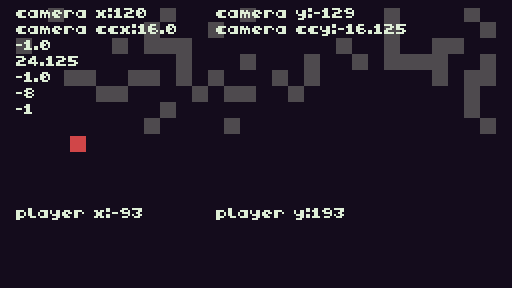 camera x:120 camera y:-129
camera ccx:16.0 camera ccy:-16.125
-1.0
24.125
-1.0
-8
-1
player x:-93 player y:193